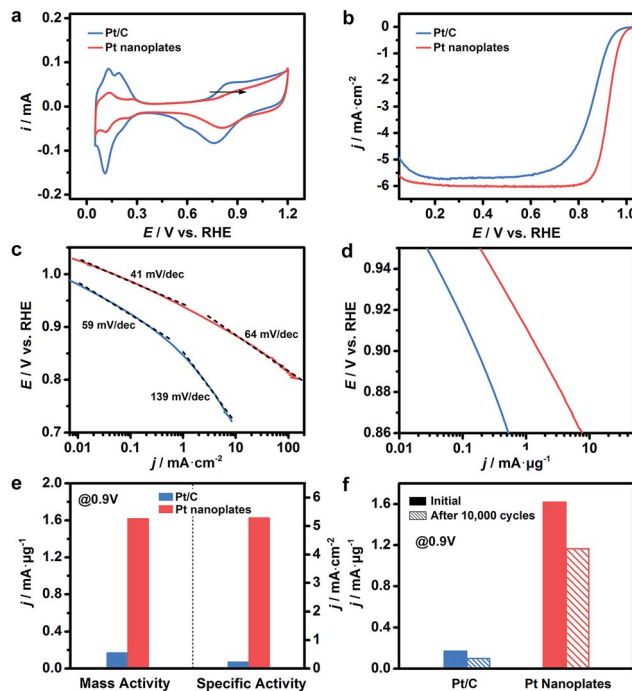 a
Pt/C
Pt nanoplates
0.2
0.1
0.0
-0.1
-0.2
i / mA
0.0 0.3 0.6 0.9 1.2
E / V vs. RHE
b
Pt/C
Pt nanoplates
0
-1
-2
-3
-4
-5
-6
j / mA·cm⁻²
0.2 0.4 0.6 0.8 1.0
E / V vs. RHE
c
1.0
0.9
0.8
0.7
E / V vs. RHE
41 mV/dec
59 mV/dec
64 mV/dec
139 mV/dec
0.01 0.1 1 10 100
j / mA·cm⁻²
d
0.94
0.92
0.90
0.88
0.86
E / V vs. RHE
0.01 0.1 1 10
j / mA·μg⁻¹
e
@0.9V
Pt/C
Pt nanoplates
2.0
1.6
1.2
0.8
0.4
0.0
j / mA·μg⁻¹
6
5
4
3
2
1
0
j / mA·cm⁻²
Mass Activity Specific Activity
f
Initial
After 10,000 cycles
@0.9V
1.6
1.2
0.8
0.4
0.0
j / mA·μg⁻¹
Pt/C Pt Nanoplates